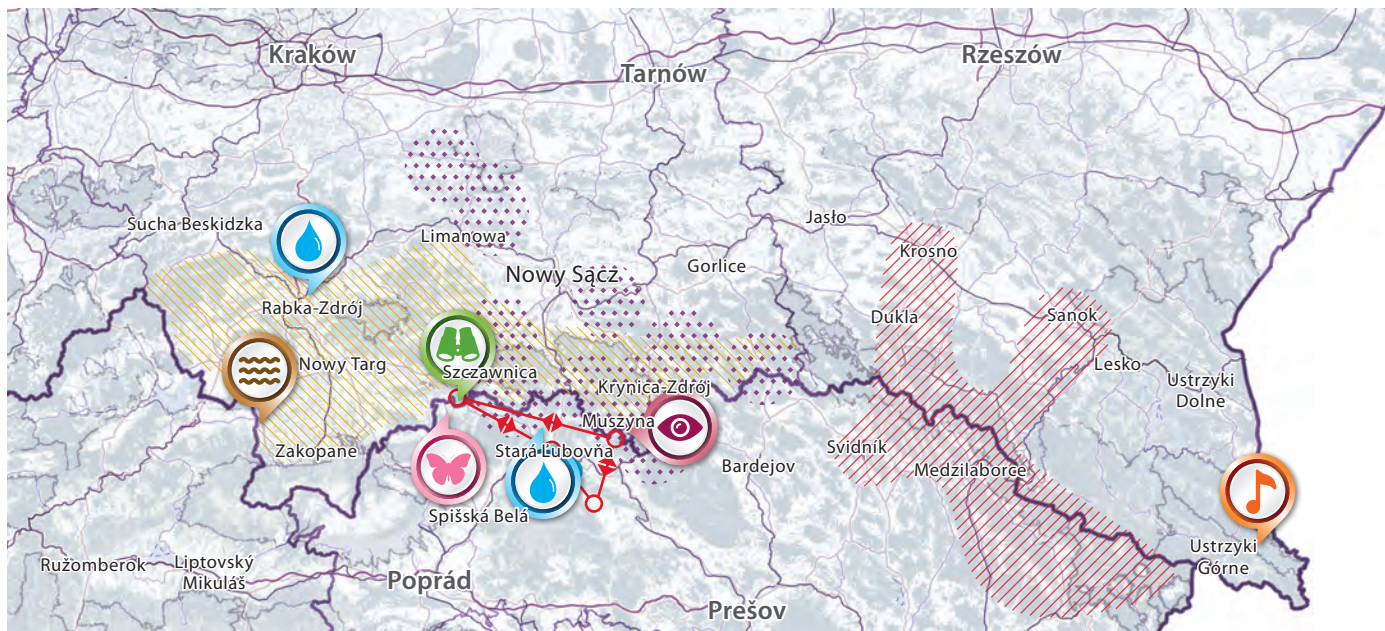 Kraków
Tarnów
Rzeszów
Sucha Beskidzka
Limanowa
Jasło
Krosno
Nowy Sącz
Gorlice
Rabka-Zdrój
Dukla
Sanok
Nowy Targ
Szczawnica
Lesko
Krynica-Zdrój
Ustrzyki
Dolne
Muszyna
Zakopane
Stará Ľubovňa
Svidník
Bardejov
Medzilaborce
Spišská Belá
Ružomberok
Liptovský
Mikuláš
Poprád
Ustrzyki
Górne
Prešov